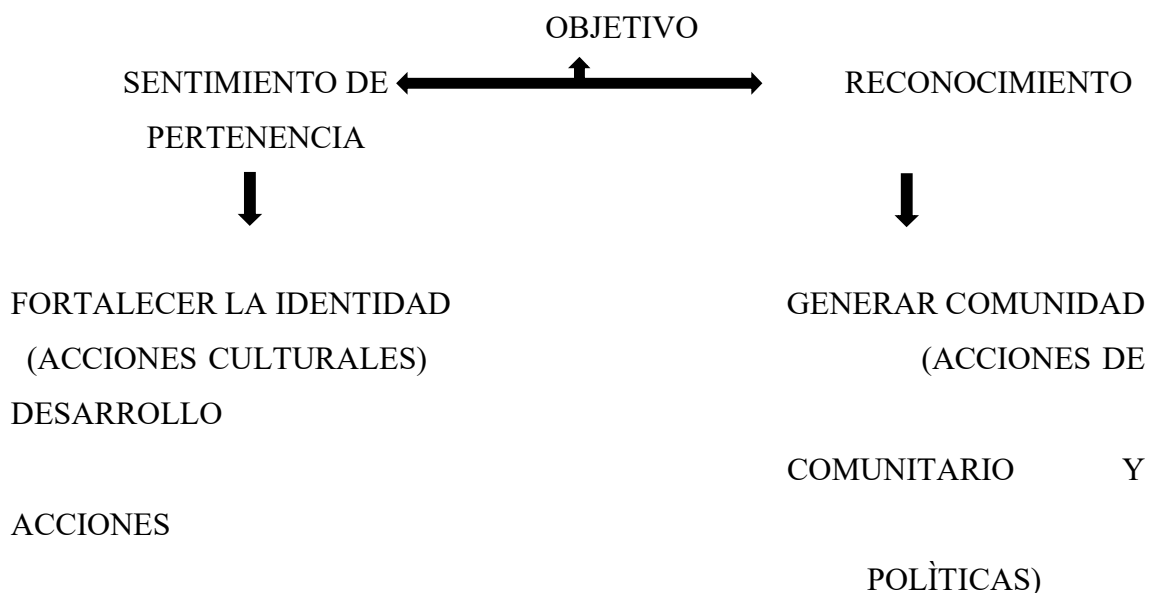 OBJETIVO
SENTIMIENTO DE RECONOCIMIENTO
PERTENENCIA
FORTALECER LA IDENTIDAD GENERAR COMUNIDAD
(ACCIONES CULTURALES) (ACCIONES DE
DESARROLLO
COMUNITARIO Y
ACCIONES
POLÌTICAS)